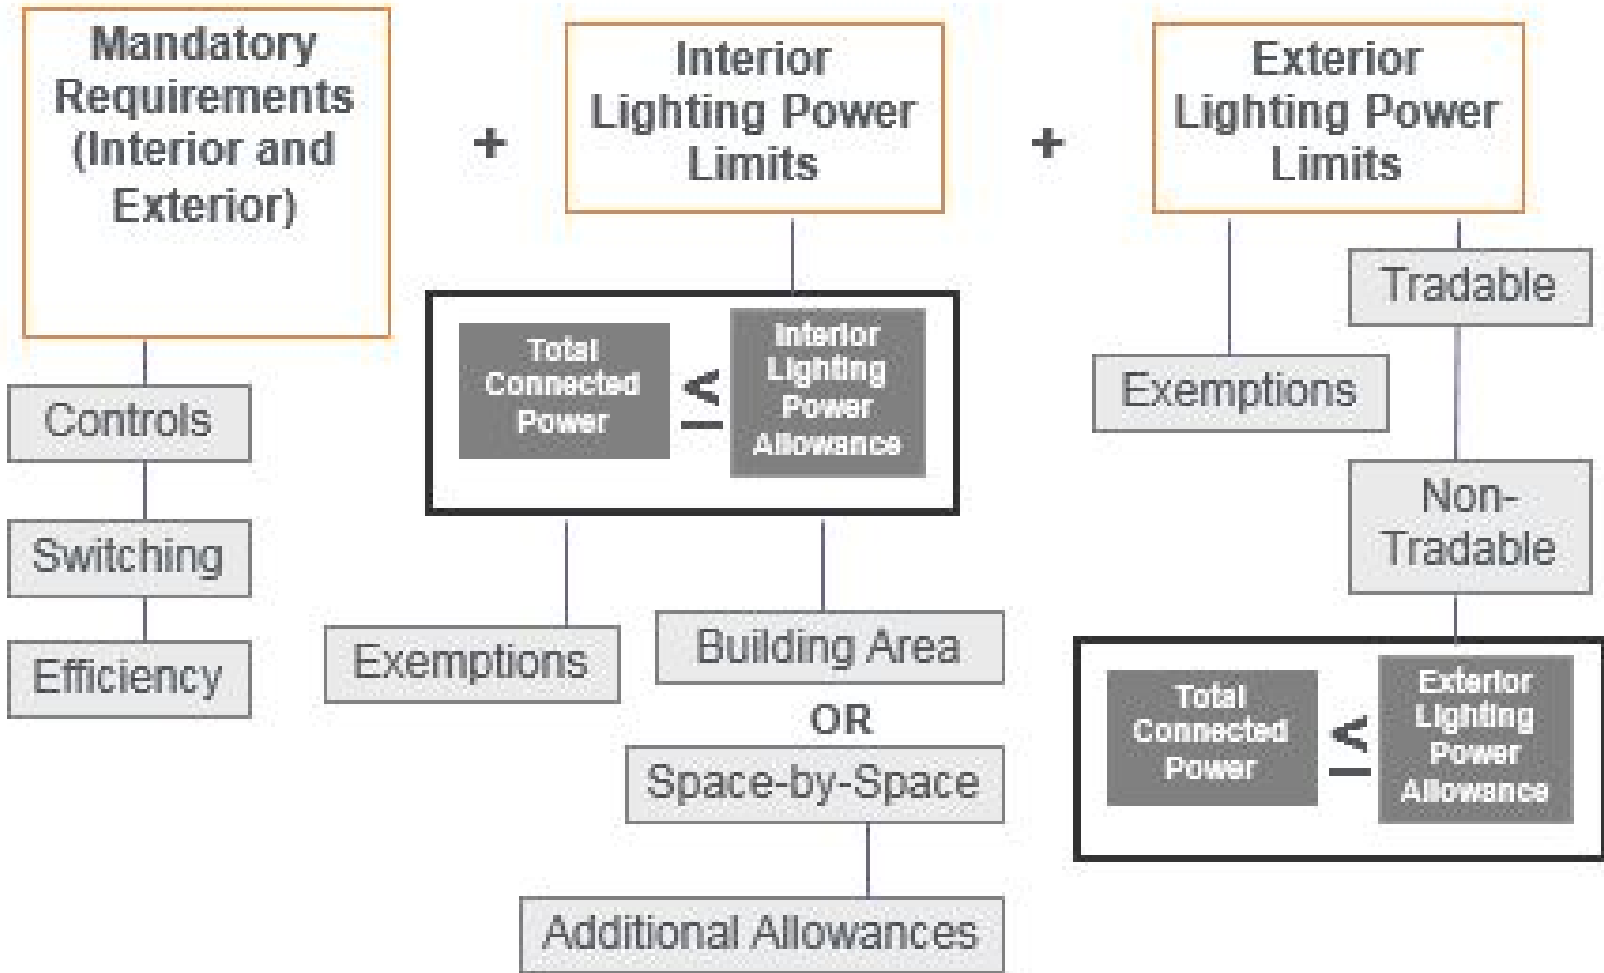 Mandatory
Requirements
(Interior and
Exterior)
+
Interior
Lighting Power
Limits
+
Exterior
Lighting Power
Limits
Controls
Switching
Efficiency
Total
Connected
Power
≤
Interior
Lighting
Power
Allowance
Exemptions
Building Area
OR
Space-by-Space
Additional Allowances
Tradable
Exemptions
Non-
Tradable
Total
Connected
Power
≤
Exterior
Lighting
Power
Allowance